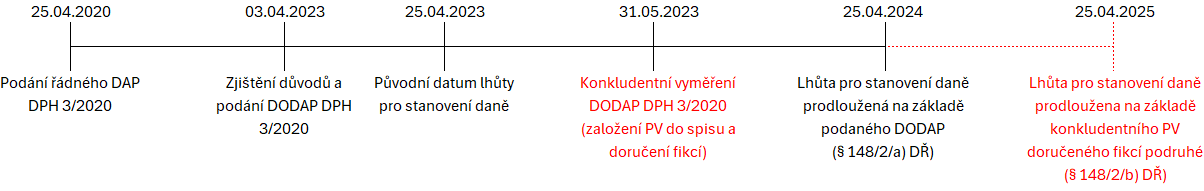 25.04.2020
03.04.2023
25.04.2023
31.05.2023
25.04.2024
25.04.2025
Podání řádného DAP
DPH 3/2020
Zjištění důvodů a
podání DODAP DPH
3/2020
Původní datum lhůty
pro stanovení daně
Konkludentní vyměření
DODAP DPH 3/2020
(založení PV do spisu a
doručení fikcí)
Lhůta pro stanovení daně
prodloužená na základě
podaného DODAP
(§ 148/2/a) DŘ)
Lhůta pro stanovení daně
prodloužena na základě
konkludentního PV
doručeného fikcí podruhé
(§ 148/2/b) DŘ)